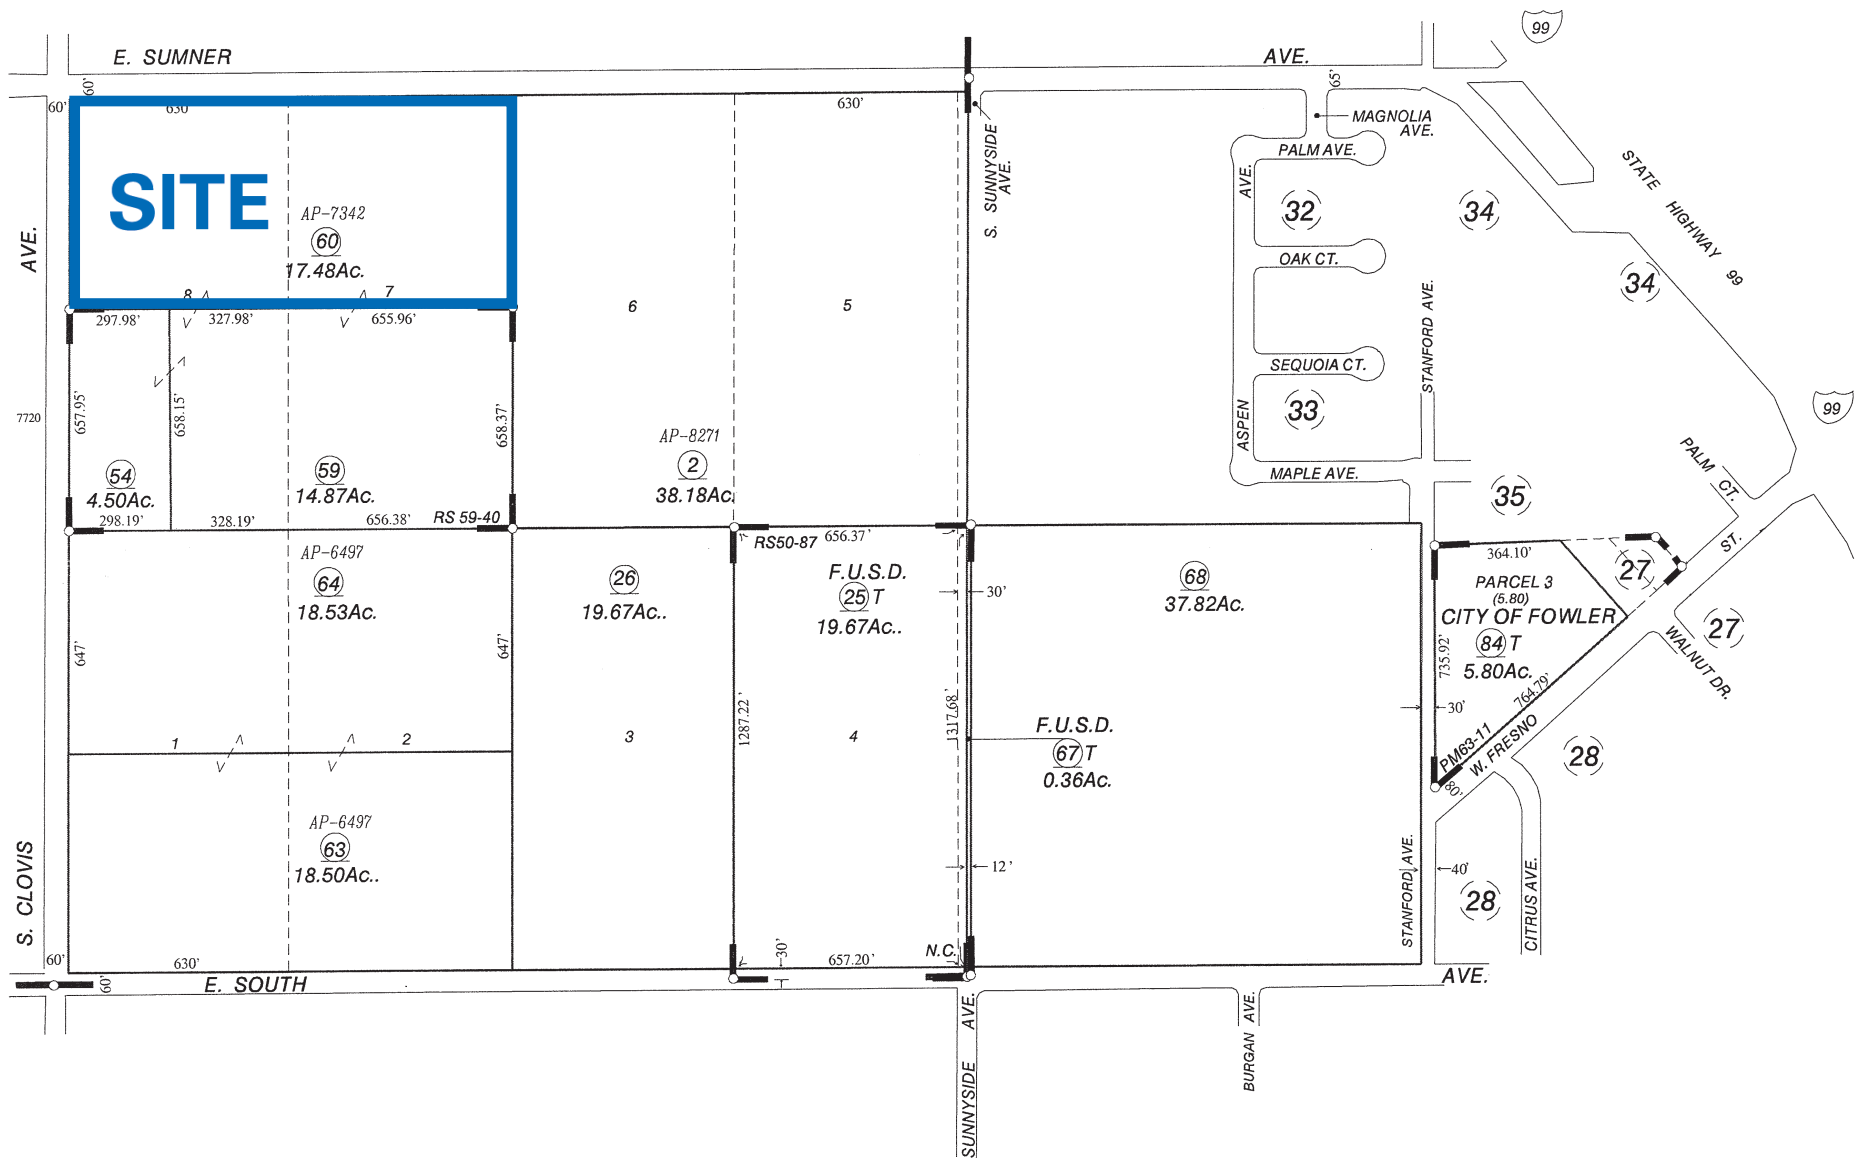 99
E. SUMNER
AVE.
60'
60'
630'
630'
65'
MAGNOLIA
AVE.
PALM AVE.
S. SUNNYSIDE
AVE.
STATE HIGHWAY 99
SITE
AP-7342
60
17.48Ac.
8
7
AVE.
32
34
OAK CT.
34
6
5
STANFORD AVE.
297.98'
327.98'
655.96'
SEQUOIA CT.
33
99
7720
657.95'
658.15'
658.37'
AP-8271
2
38.18Ac.
ASPEN
AVE.
MAPLE AVE.
PALM CT.
54
4.50Ac.
59
14.87Ac.
35
298.19'
328.19'
656.38'
RS 59-40
RS50-87
656.37'
ST.
AP-6497
64
18.53Ac.
26
19.67Ac..
F.U.S.D.
25 T
19.67Ac..
30'
68
37.82Ac.
364.10'
PARCEL 3
(5.80)
CITY OF FOWLER
84 T
5.80Ac.
27
27
WALNUT DR.
647'
647'
735.92'
764.79'
30'
1287.22'
1317.68'
F.U.S.D.
67 T
0.36Ac.
1
2
3
4
PM63-11
W. FRESNO
80'
28
AP-6497
63
18.50Ac..
12'
STANFORD AVE.
40'
28
CITRUS AVE.
S. CLOVIS
60'
60'
630'
E. SOUTH
30'
657.20'
N.C.
AVE.
SUNNYSIDE AVE.
BURGAN AVE.